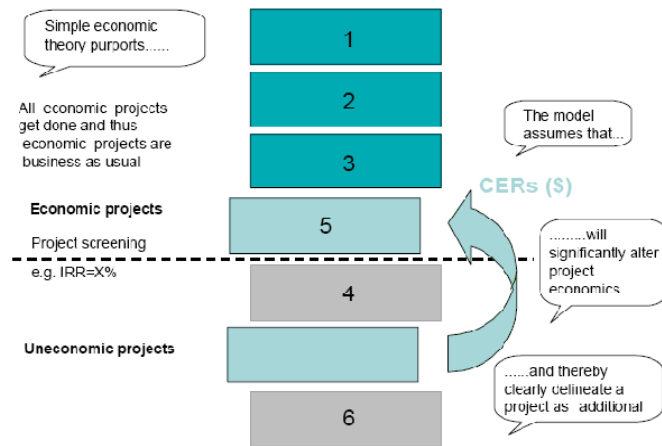 Simple economic
theory purports......
All economic projects
get done and thus
economic projects are
business as usual
1
2
3
The model
assumes that...
CERs ($)
Economic projects
5
Project screening
e.g. IRR=X%
.........will
significantly alter
project
economics
4
Uneconomic projects
......and thereby
clearly delineate a
project as additional
6